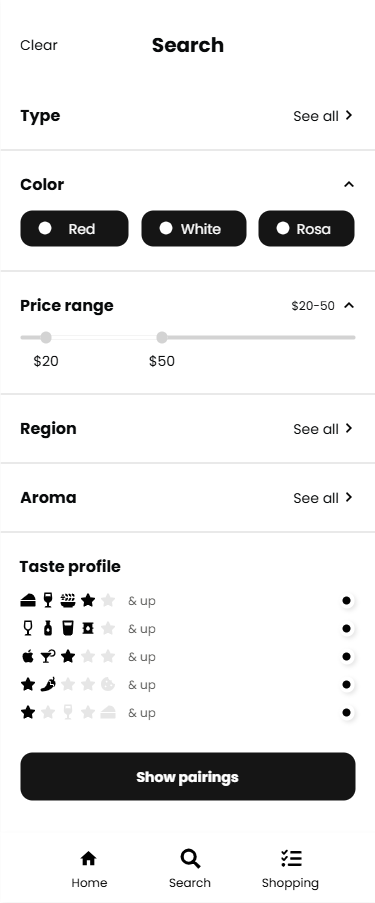 Clear Search
Type See all
Color
Red White Rosa
Price range $20-50
$20 $50
Region See all
Aroma See all
Taste profile
& up
& up
& up
& up
& up
Show pairings
Home Search Shopping